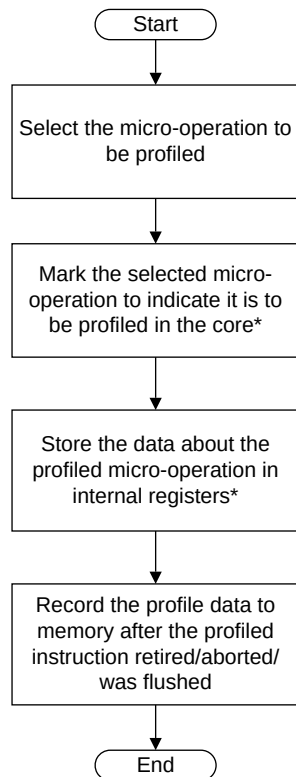 Start
Select the micro-operation to
be profiled
Mark the selected micro-
operation to indicate it is to
be profiled in the core*
Store the data about the
profiled micro-operation in
internal registers*
Record the profile data to
memory after the profiled
instruction retired/aborted/
was flushed
End